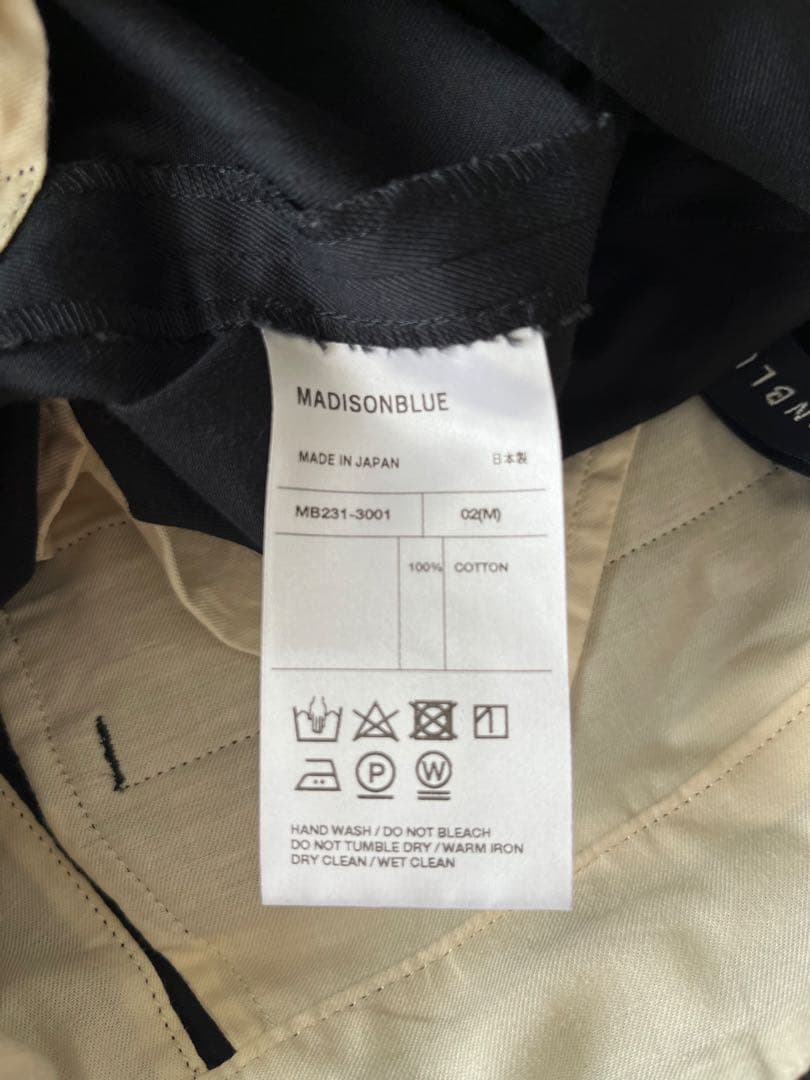 MADISONBLUE
MADE IN JAPAN 日本製
MB231-3001 02(M)
100% COTTON
P W
HAND WASH / DO NOT BLEACH
DO NOT TUMBLE DRY / WARM IRON
DRY CLEAN / WET CLEAN
NBL